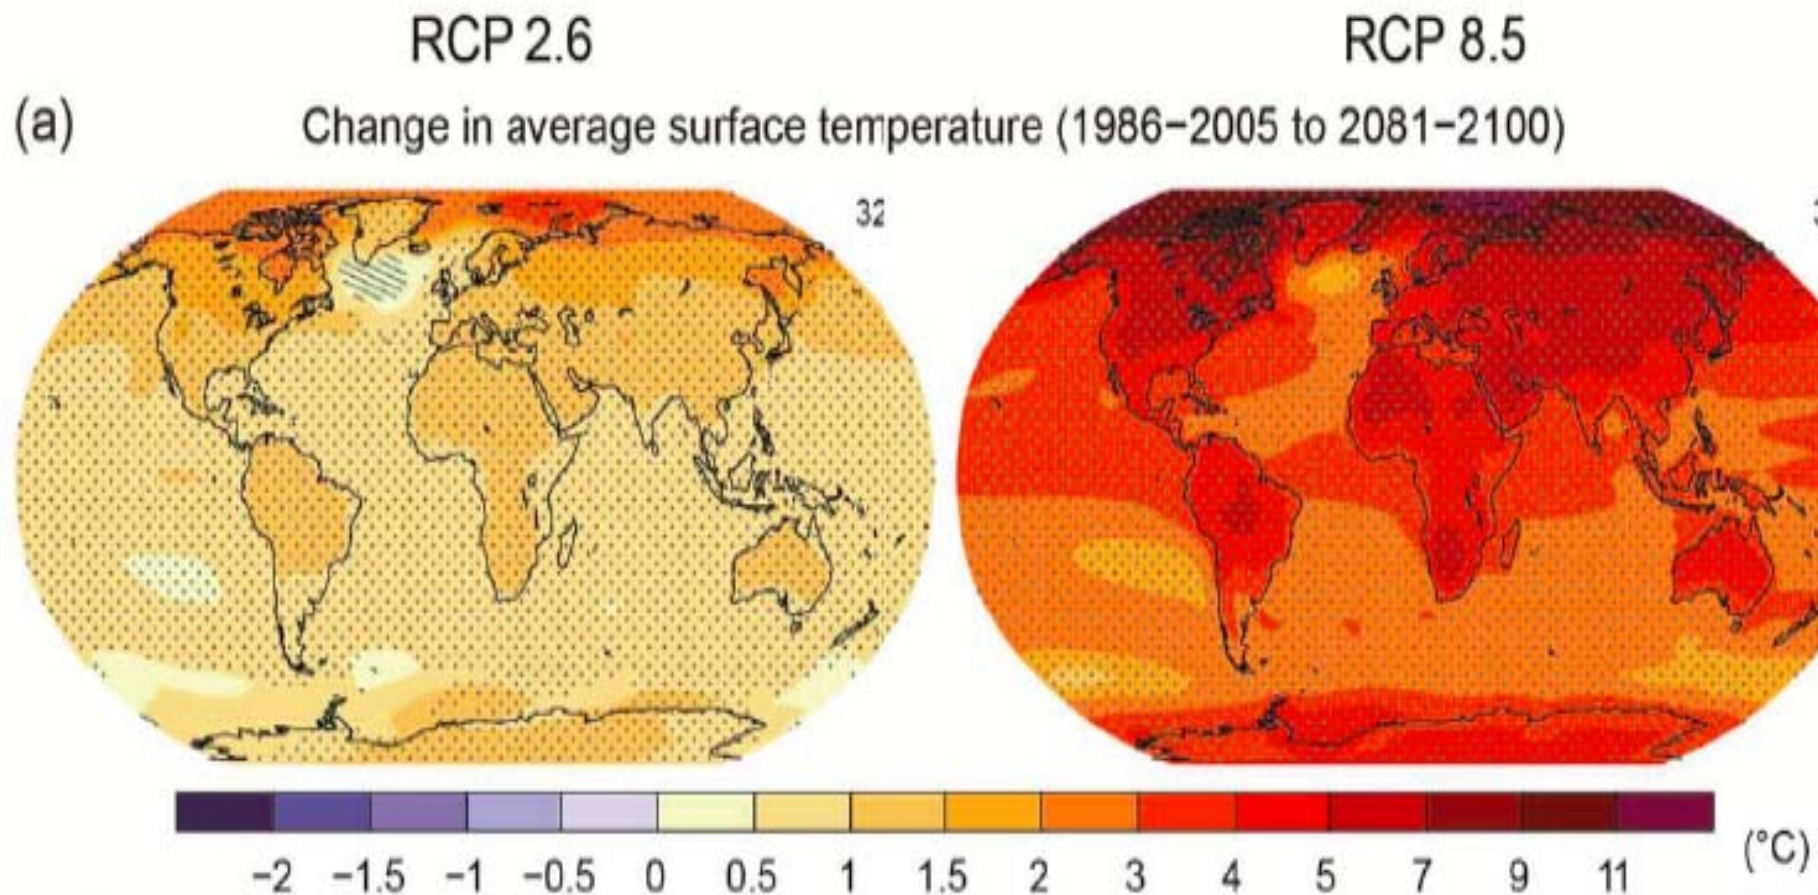 RCP 2.6 RCP 8.5
(a) Change in average surface temperature (1986−2005 to 2081−2100)
32
−2 −1.5 −1 −0.5 0 0.5 1 1.5 2 3 4 5 7 9 11 (°C)